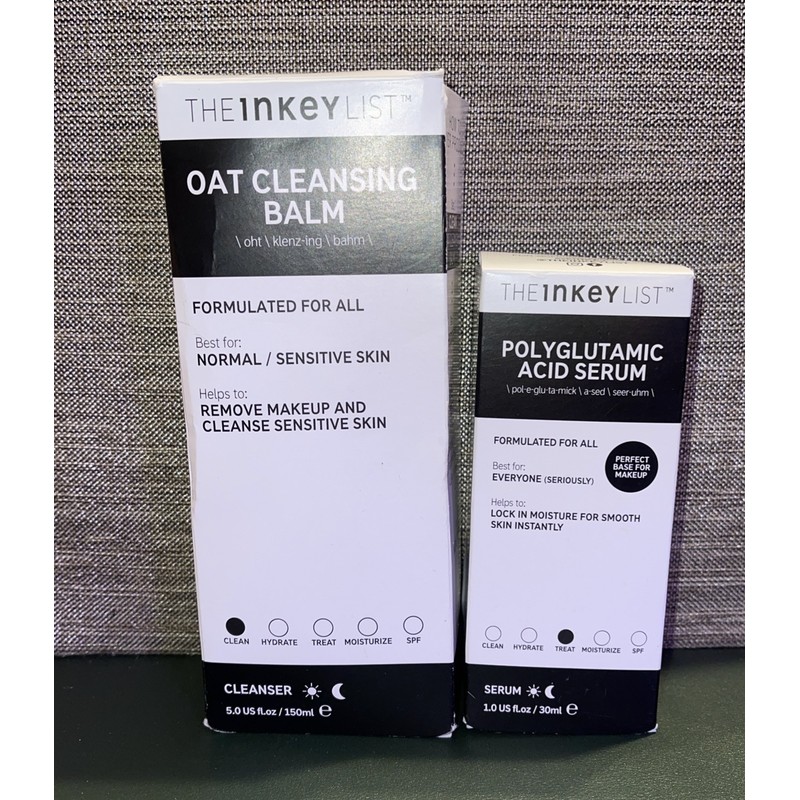 THE INKEY LIST™
OAT CLEANSING
BALM
\ oht \ klenz-ing \ bahm \
FORMULATED FOR ALL
Best for:
NORMAL / SENSITIVE SKIN
Helps to:
REMOVE MAKEUP AND
CLEANSE SENSITIVE SKIN
CLEAN HYDRATE TREAT MOISTURIZE SPF
CLEANSER
5.0 US fl.oz / 150ml ℮
THE INKEY LIST™
POLYGLUTAMIC
ACID SERUM
\ pol-e-glu-ta-mick \ a-sed \ seer-uhm \
FORMULATED FOR ALL
Best for:
EVERYONE (SERIOUSLY)
PERFECT
BASE FOR
MAKEUP
Helps to:
LOCK IN MOISTURE FOR SMOOTH
SKIN INSTANTLY
CLEAN HYDRATE TREAT MOISTURIZE SPF
SERUM
1.0 US fl.oz / 30ml ℮